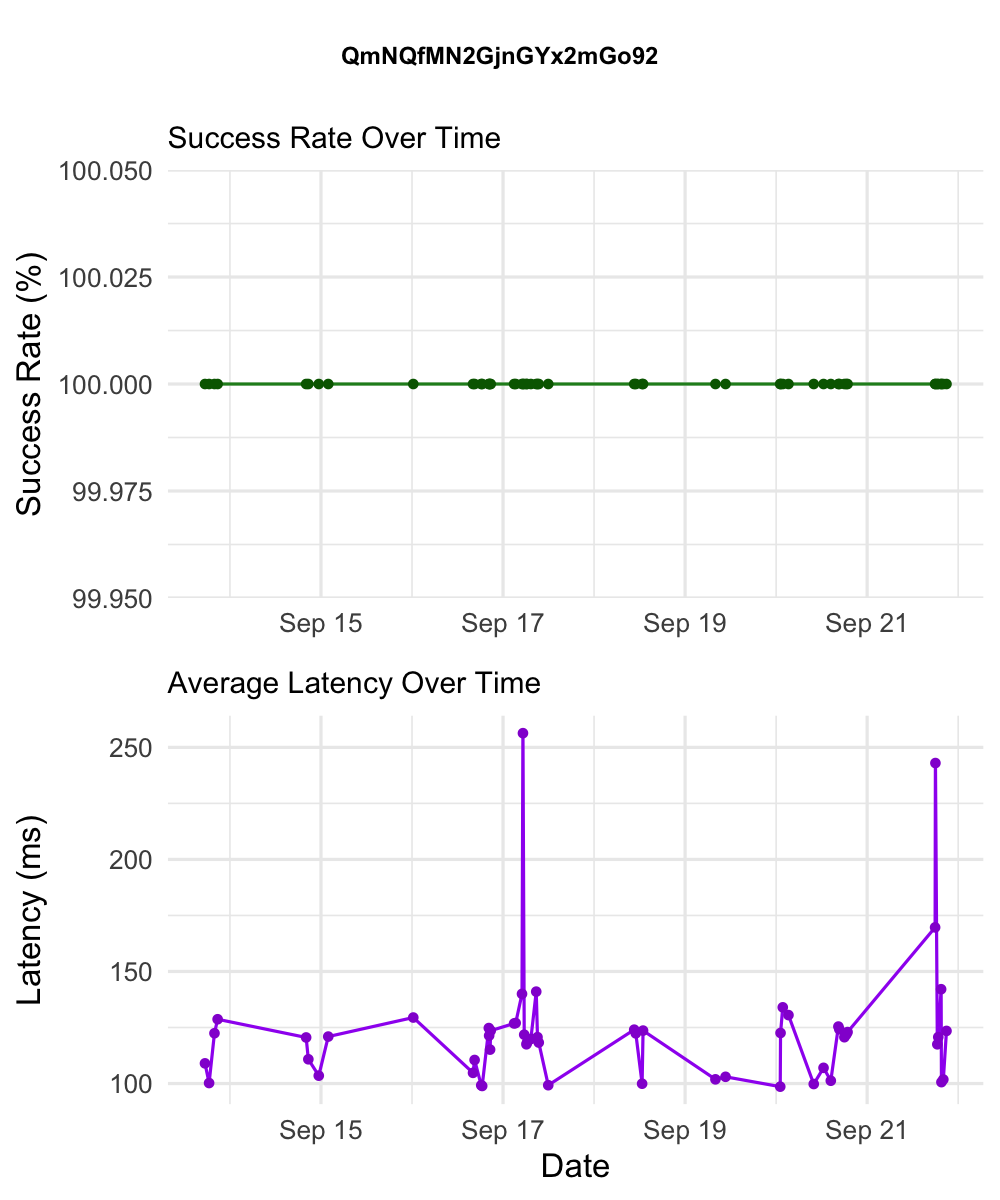 QmNQfMN2GjnGYx2mGo92
Success Rate Over Time
Success Rate (%)
100.050
100.025
100.000
99.975
99.950
Sep 15 Sep 17 Sep 19 Sep 21
Average Latency Over Time
Latency (ms)
250
200
150
100
Sep 15 Sep 17 Sep 19 Sep 21
Date